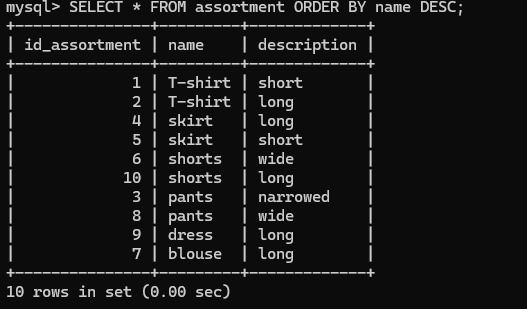 mysql> SELECT * FROM assortment ORDER BY name DESC;
+---------------+---------+-------------+
| id_assortment | name    | description |
+---------------+---------+-------------+
|             1 | T-shirt | short       |
|             2 | T-shirt | long        |
|             4 | skirt   | long        |
|             5 | skirt   | short       |
|             6 | shorts  | wide        |
|            10 | shorts  | long        |
|             3 | pants   | narrowed    |
|             8 | pants   | wide        |
|             9 | dress   | long        |
|             7 | blouse  | long        |
+---------------+---------+-------------+
10 rows in set (0.00 sec)